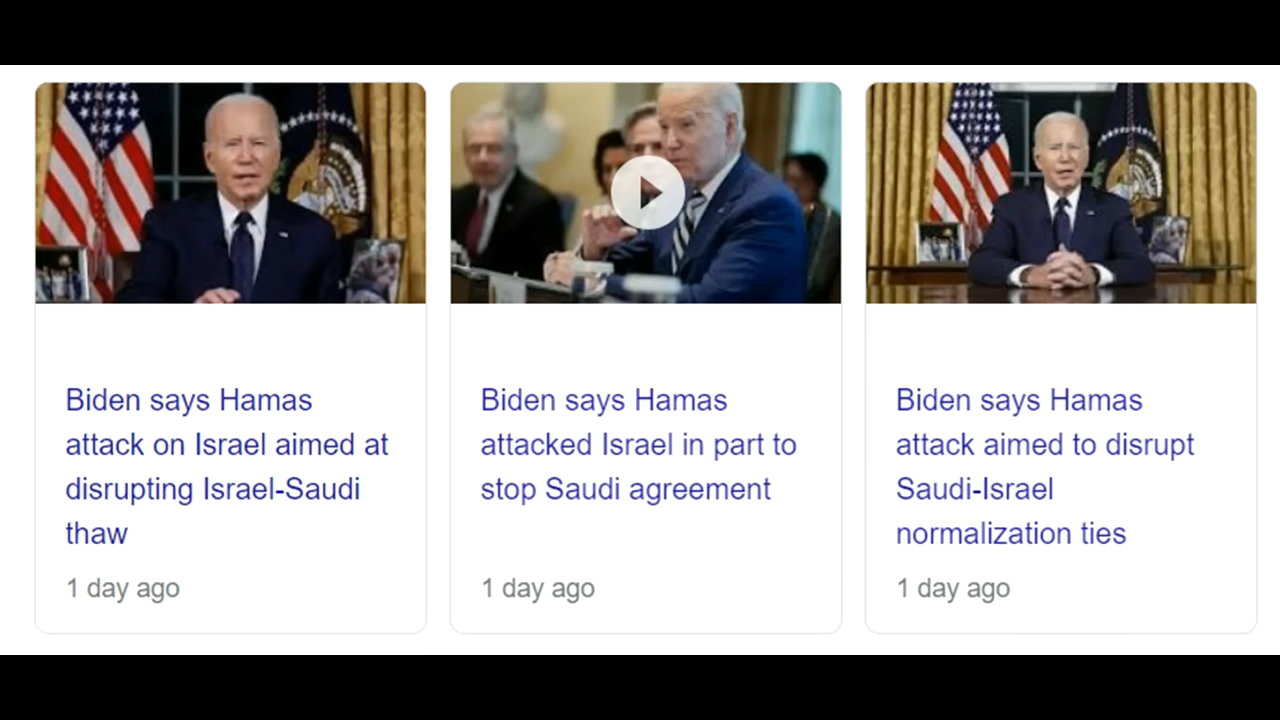 Biden says Hamas
attack on Israel aimed at
disrupting Israel-Saudi
thaw
1 day ago
Biden says Hamas
attacked Israel in part to
stop Saudi agreement
1 day ago
Biden says Hamas
attack aimed to disrupt
Saudi-Israel
normalization ties
1 day ago